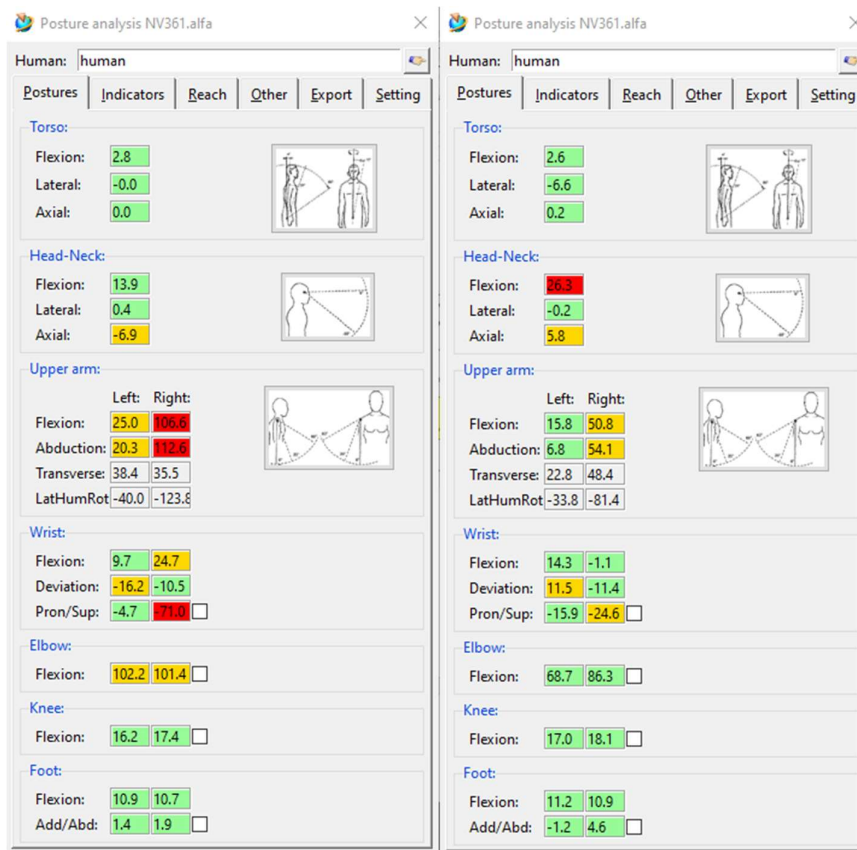 Posture analysis NV361.alfa
Human: human
Postures Indicators Reach Other Export Setting
Torso:
Flexion: 2.8
Lateral: -0.0
Axial: 0.0
Head-Neck:
Flexion: 13.9
Lateral: 0.4
Axial: -6.9
Upper arm:
Left: Right:
Flexion: 25.0 106.6
Abduction: 20.3 112.6
Transverse: 38.4 35.5
LatHumRot -40.0 -123.8
Wrist:
Flexion: 9.7 24.7
Deviation: -16.2 -10.5
Pron/Sup: -4.7 -71.0
Elbow:
Flexion: 102.2 101.4
Knee:
Flexion: 16.2 17.4
Foot:
Flexion: 10.9 10.7
Add/Abd: 1.4 1.9
Posture analysis NV361.alfa
Human: human
Postures Indicators Reach Other Export Setting
Torso:
Flexion: 2.6
Lateral: -6.6
Axial: 0.2
Head-Neck:
Flexion: 26.3
Lateral: -0.2
Axial: 5.8
Upper arm:
Left: Right:
Flexion: 15.8 50.8
Abduction: 6.8 54.1
Transverse: 22.8 48.4
LatHumRot -33.8 -81.4
Wrist:
Flexion: 14.3 -1.1
Deviation: 11.5 -11.4
Pron/Sup: -15.9 -24.6
Elbow:
Flexion: 68.7 86.3
Knee:
Flexion: 17.0 18.1
Foot:
Flexion: 11.2 10.9
Add/Abd: -1.2 4.6